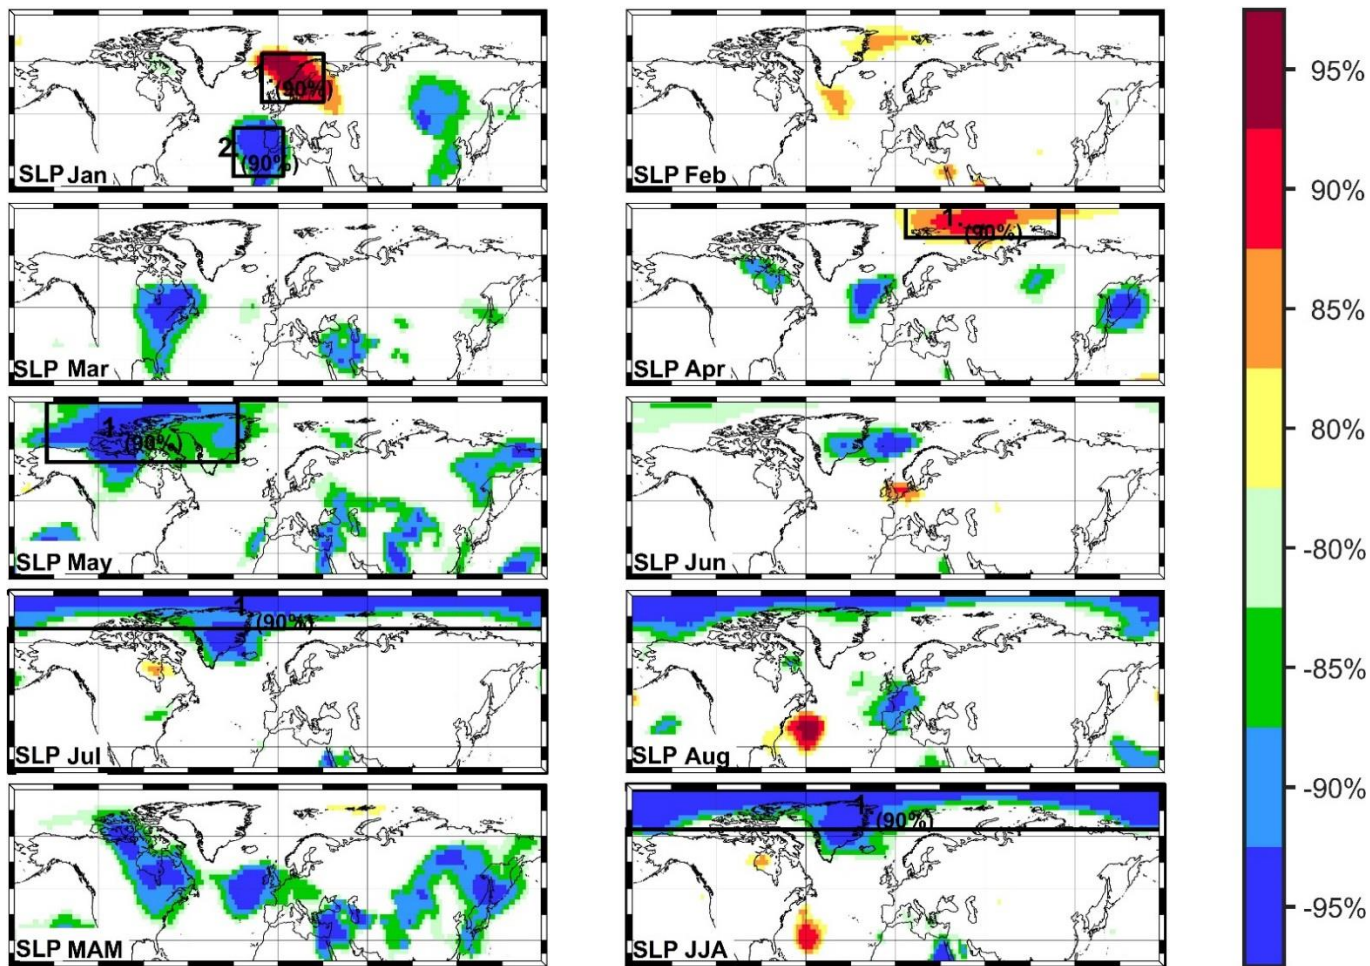 1.
(90%)
2.
(90%)
SLP Jan
SLP Feb
SLP Mar
1.
(90%)
SLP Apr
1.
(90%)
SLP May
SLP Jun
1.
(90%)
SLP Jul
SLP Aug
SLP MAM
1.
(90%)
SLP JJA
95%
90%
85%
80%
-80%
-85%
-90%
-95%